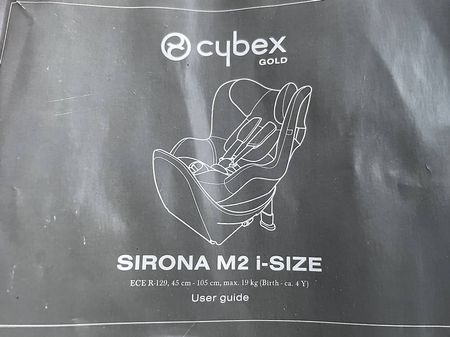 cybex
GOLD
SIRONA M2 i-SIZE
ECE R-129, 45 cm - 105 cm, max. 19 kg (Birth - ca. 4 Y)
User guide